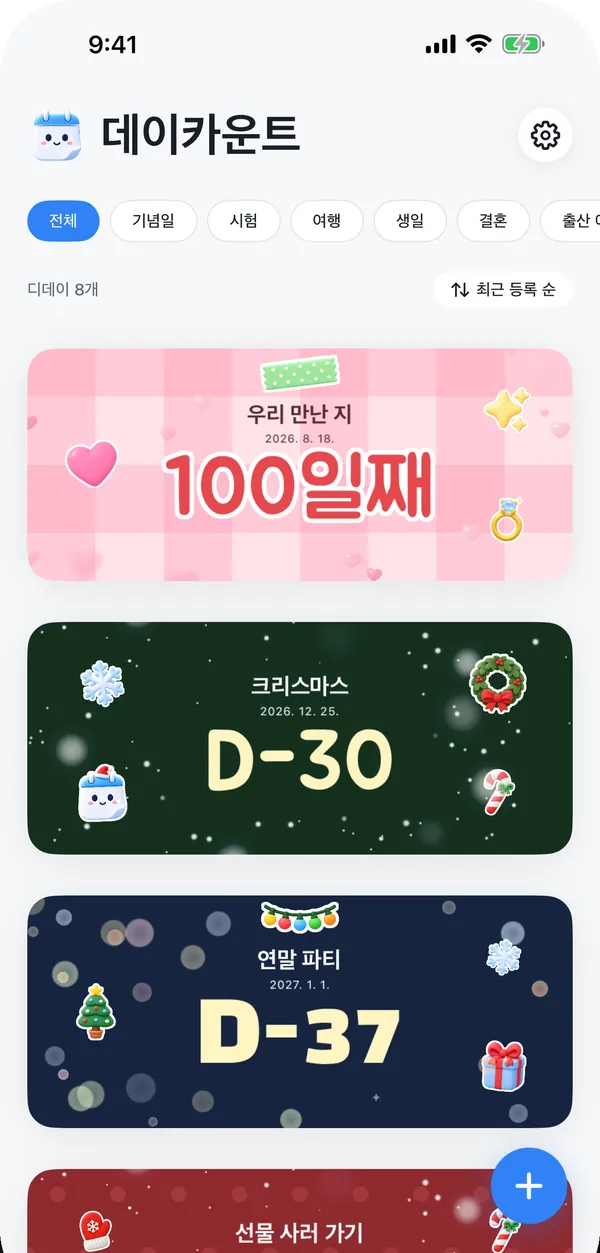 9:41
데이카운트
전체 기념일 시험 여행 생일 결혼 출산
디데이 8개
최근 등록 순
우리 만난 지
2026. 8. 18.
100일째
크리스마스
2026. 12. 25.
D-30
연말 파티
2027. 1. 1.
D-37
선물 사러 가기